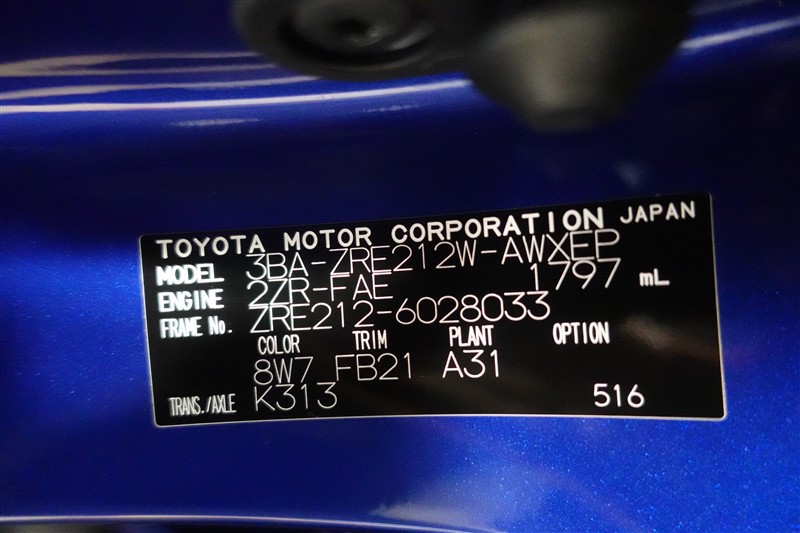 TOYOTA MOTOR CORPORATION JAPAN
MODEL 3BA-ZRE212W-AWXEP
ENGINE 2ZR-FAE 1797 mL
FRAME No. ZRE212-6028033
COLOR TRIM PLANT OPTION
8W7 FB21 A31
TRANS./AXLE K313 516